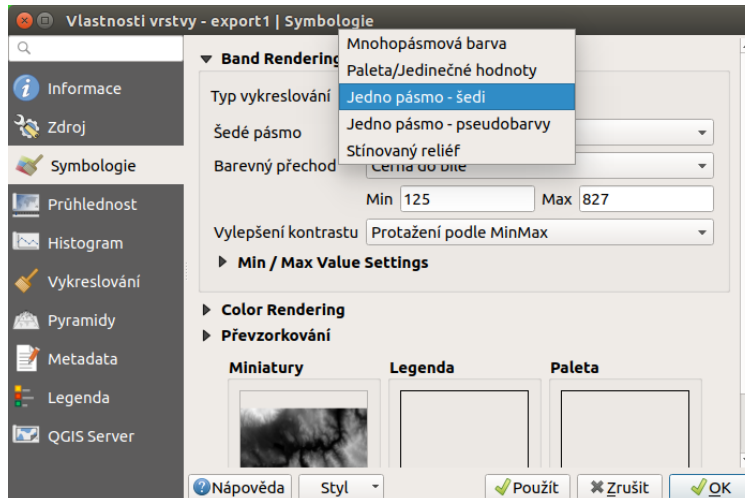 Vlastnosti vrstvy - export1 | Symbologie
Informace
Zdroj
Symbologie
Průhlednost
Histogram
Vykreslování
Pyramidy
Metadata
Legenda
QGIS Server
Band Rendering
Typ vykreslování
Mnohopásmová barva
Paleta/Jedinečné hodnoty
Jedno pásmo - šedi
Jedno pásmo - pseudobarvy
Stínovaný reliéf
Šedé pásmo
Barevný přechod Černá do bílé
Min 125 Max 827
Vylepšení kontrastu Protažení podle MinMax
Min / Max Value Settings
Color Rendering
Převzorkování
Miniatury Legenda Paleta
Nápověda Styl Použít Zrušit OK